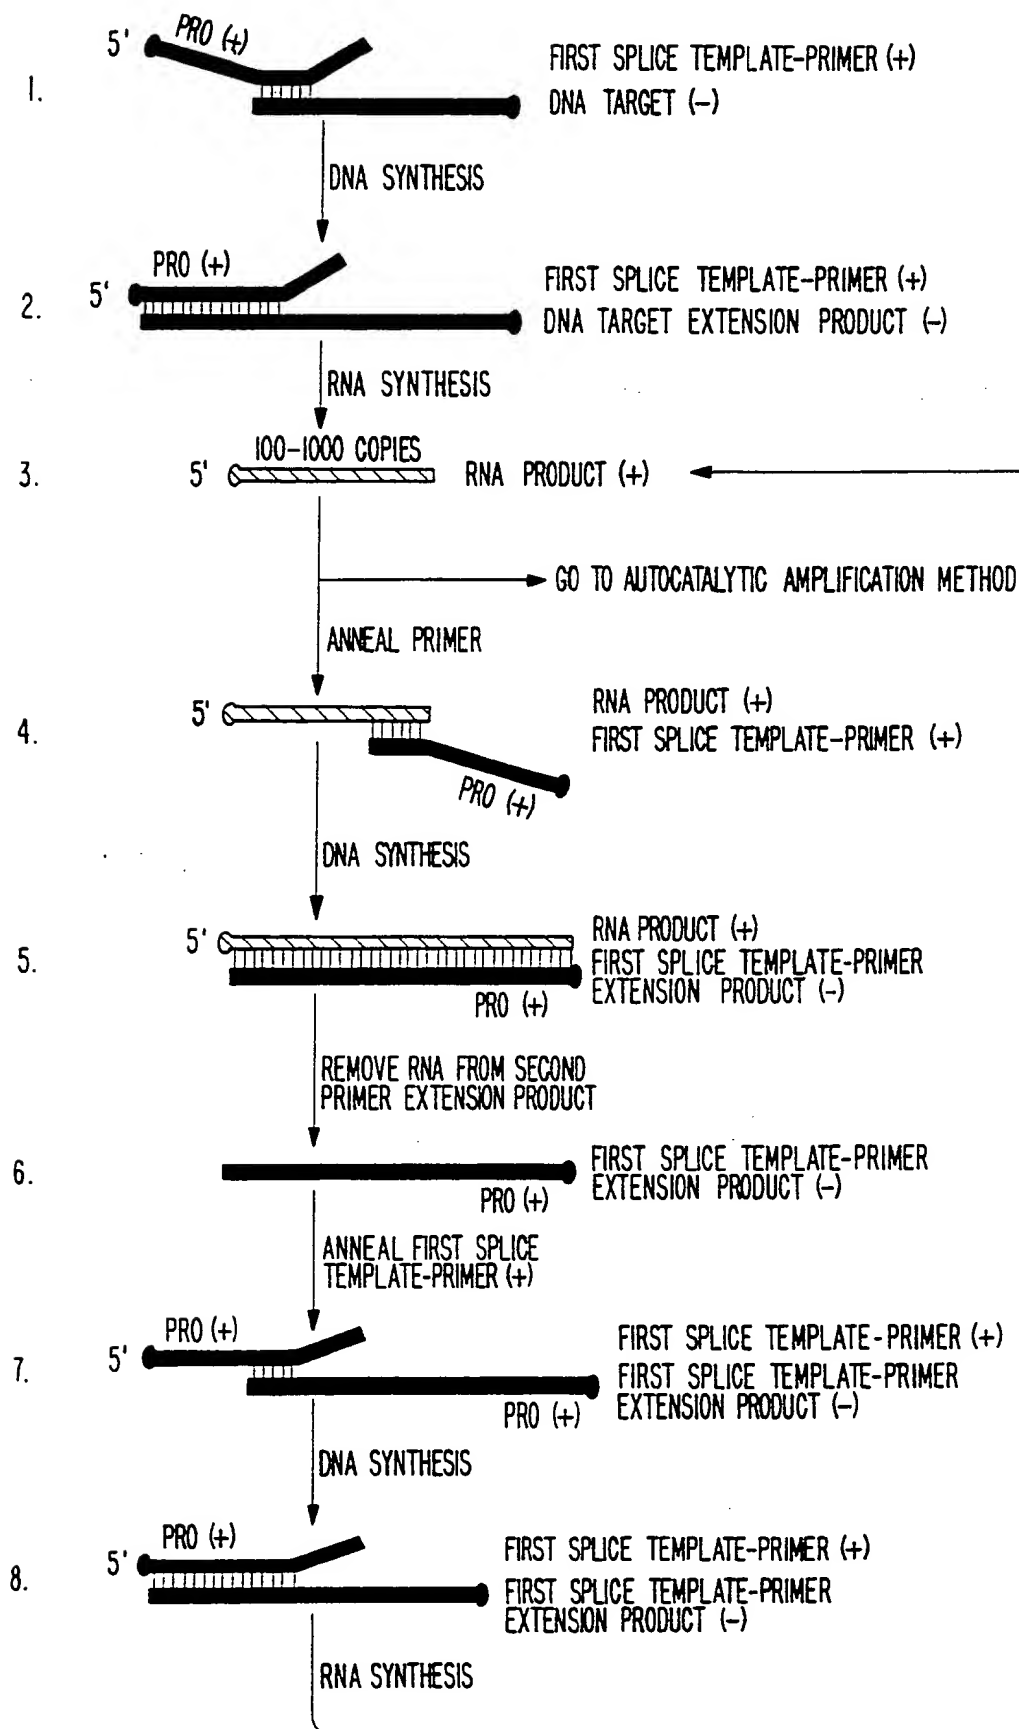 PRO (+)
5'
1.
FIRST SPLICE TEMPLATE-PRIMER (+)
DNA TARGET (-)
DNA SYNTHESIS
PRO (+)
5'
2.
FIRST SPLICE TEMPLATE-PRIMER (+)
DNA TARGET EXTENSION PRODUCT (-)
RNA SYNTHESIS
100-1000 COPIES
3.
5'
RNA PRODUCT (+)
GO TO AUTOCATALYTIC AMPLIFICATION METHOD
ANNEAL PRIMER
4.
5'
RNA PRODUCT (+)
FIRST SPLICE TEMPLATE-PRIMER (+)
PRO (+)
DNA SYNTHESIS
5.
5'
RNA PRODUCT (+)
FIRST SPLICE TEMPLATE-PRIMER
EXTENSION PRODUCT (-)
PRO (+)
REMOVE RNA FROM SECOND
PRIMER EXTENSION PRODUCT
6.
FIRST SPLICE TEMPLATE-PRIMER
EXTENSION PRODUCT (-)
PRO (+)
ANNEAL FIRST SPLICE
TEMPLATE-PRIMER (+)
PRO (+)
5'
7.
FIRST SPLICE TEMPLATE-PRIMER (+)
FIRST SPLICE TEMPLATE-PRIMER
EXTENSION PRODUCT (-)
PRO (+)
DNA SYNTHESIS
PRO (+)
5'
8.
FIRST SPLICE TEMPLATE-PRIMER (+)
FIRST SPLICE TEMPLATE-PRIMER
EXTENSION PRODUCT (-)
RNA SYNTHESIS